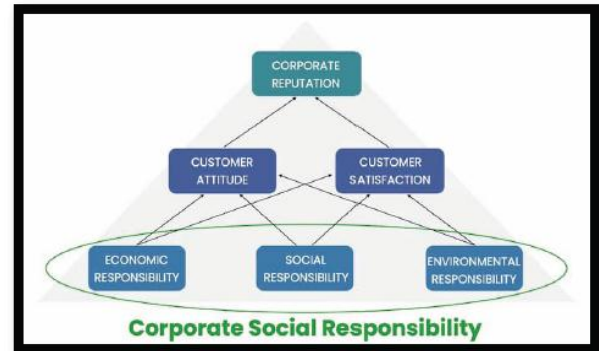 CORPORATE
REPUTATION
CUSTOMER
ATTITUDE
CUSTOMER
SATISFACTION
ECONOMIC
RESPONSIBILITY
SOCIAL
RESPONSIBILITY
ENVIRONMENTAL
RESPONSIBILITY
Corporate Social Responsibility